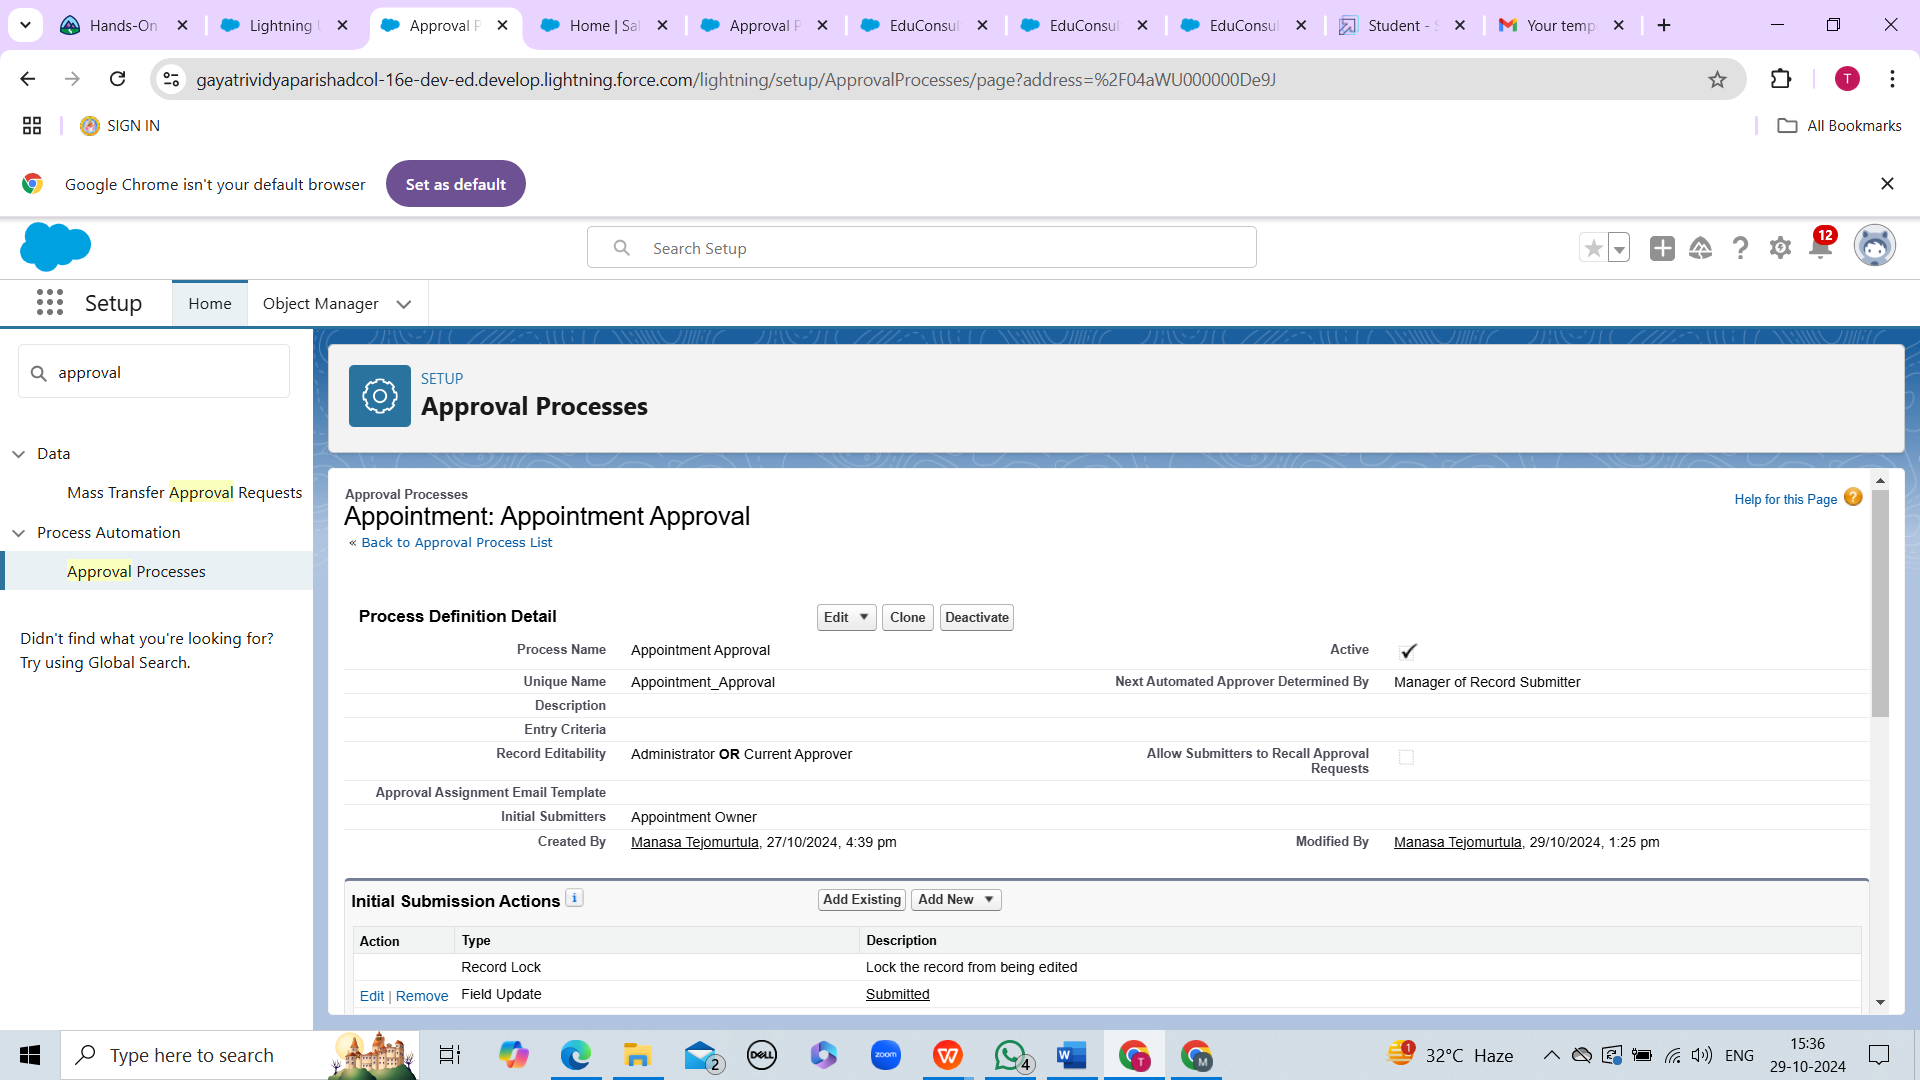 Hands-On
Lightning
Approval P
Home | Sal
Approval P
EduConsul
EduConsul
EduConsul
Student - S
Your temp
gayatrividyaparishadcol-16e-dev-ed.develop.lightning.force.com/lightning/setup/ApprovalProcesses/page?address=%2F04aWU000000De9J
T
SIGN IN
All Bookmarks
Google Chrome isn't your default browser
Set as default
Search Setup
12
Setup
Home
Object Manager
approval
Data
Mass Transfer Approval Requests
Process Automation
Approval Processes
Didn't find what you're looking for?
Try using Global Search.
SETUP
Approval Processes
Approval Processes
Appointment: Appointment Approval
« Back to Approval Process List
Help for this Page
Process Definition Detail
Edit
Clone
Deactivate
Process Name Appointment Approval
Active
Unique Name Appointment_Approval
Next Automated Approver Determined By Manager of Record Submitter
Description
Entry Criteria
Record Editability Administrator OR Current Approver
Allow Submitters to Recall Approval
Requests
Approval Assignment Email Template
Initial Submitters Appointment Owner
Created By Manasa Tejomurtula, 27/10/2024, 4:39 pm
Modified By Manasa Tejomurtula, 29/10/2024, 1:25 pm
Initial Submission Actions
Add Existing
Add New
Action Type Description
Record Lock Lock the record from being edited
Edit | Remove Field Update Submitted
Type here to search
2
DELL
zoom
4
T
M
1
32°C Haze
ENG
15:36
29-10-2024